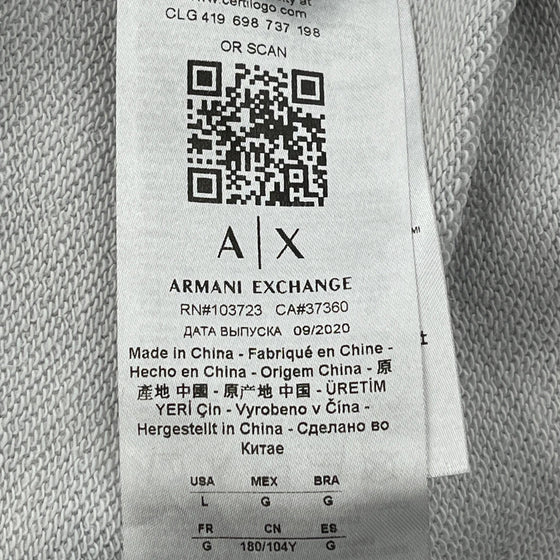 www.certilogo.com
CLG 419 698 737 198
OR SCAN
A|X
ARMANI EXCHANGE
RN#103723 CA#37360
ДАТА ВЫПУСКА 09/2020
Made in China - Fabriqué en Chine -
Hecho en China - Origem China - 原
產地 中國 - 原产地 中国 - ÜRETİM
YERİ Çin - Vyrobeno v Čína -
Hergestellt in China - Сделано во
Китае
USA MEX BRA
L G G
FR CN ES
G 180/104Y G